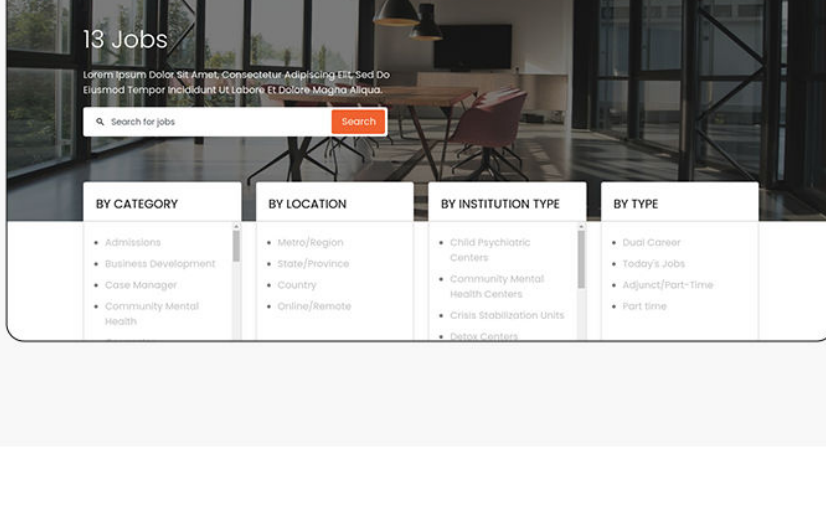 13 Jobs
Lorem Ipsum Dolor Sit Amet, Consectetur Adipiscing Elit, Sed Do
Eiusmod Tempor Incididunt Ut Labore Et Dolore Magna Aliqua.
Search for jobs
Search
BY CATEGORY
Admissions
Business Development
Case Manager
Community Mental
Health
BY LOCATION
Metro/Region
State/Province
Country
Online/Remote
BY INSTITUTION TYPE
Child Psychiatric
Centers
Community Mental
Health Centers
Crisis Stabilization Units
Detox Centers
BY TYPE
Dual Career
Today's Jobs
Adjunct/Part-Time
Part time